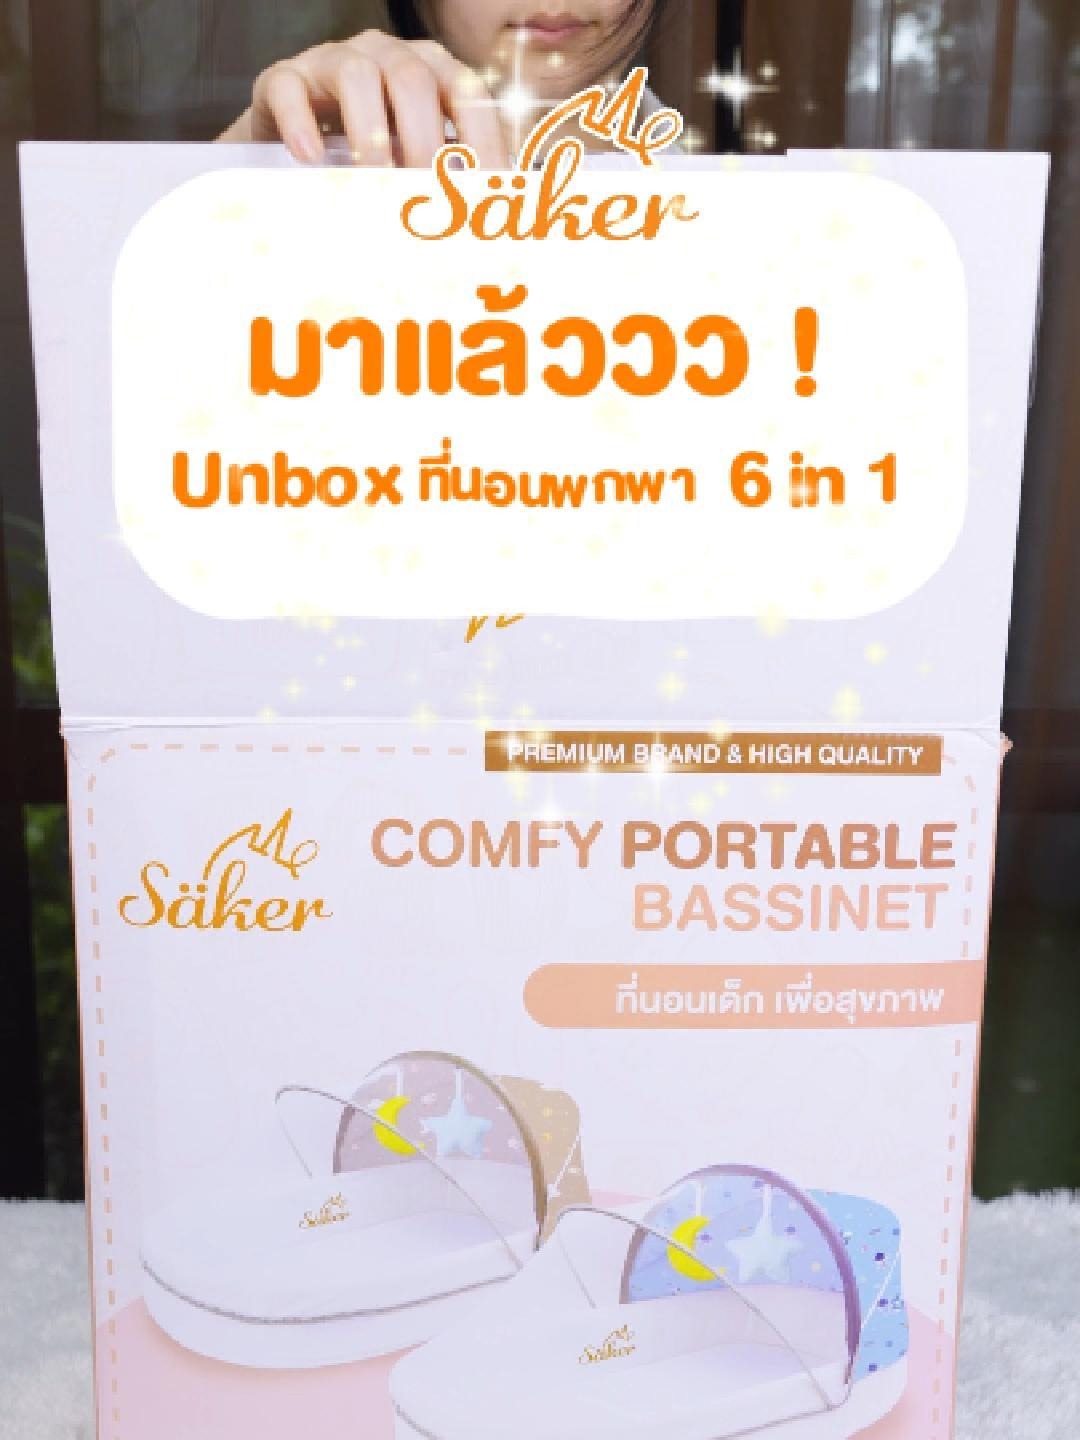 Säker
มาแล้ววว !
Unbox ที่นอนพกพา 6 in 1
PREMIUM BRAND & HIGH QUALITY
Säker
COMFY PORTABLE
BASSINET
ที่นอนเด็ก เพื่อสุขภาพ
Säker
Säker